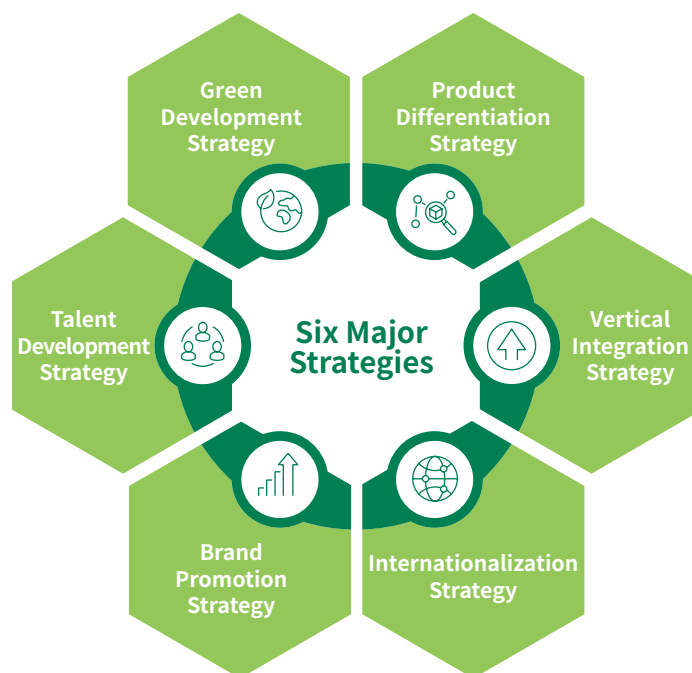 Green
Development
Strategy
Product
Differentiation
Strategy
Talent
Development
Strategy
Six Major
Strategies
Vertical
Integration
Strategy
Brand
Promotion
Strategy
Internationalization
Strategy